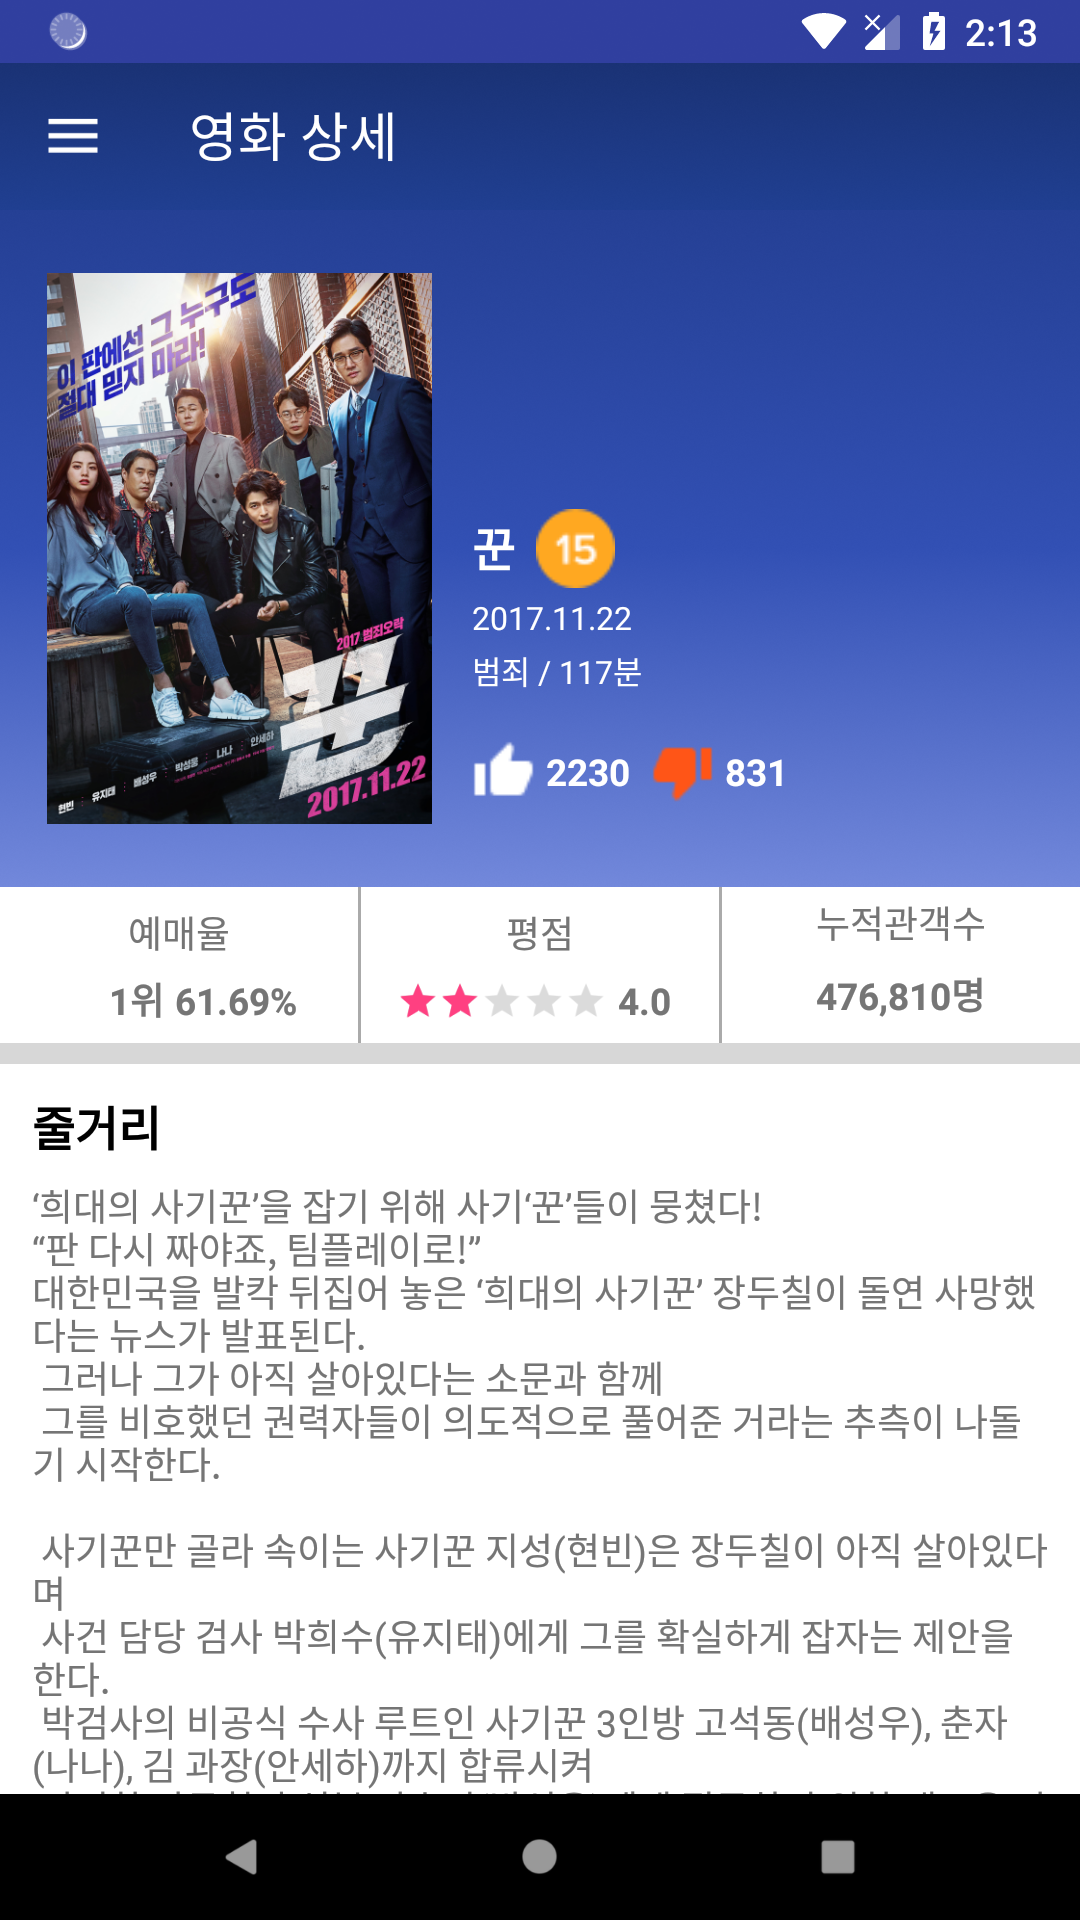 2:13
영화 상세
이 판에선 그 누구도
절대 믿지 마라!
2017 범죄오락
꾼
현빈 유지태 배성우 박성웅 나나 안세하
2017.11.22
꾼 15
2017.11.22
범죄 / 117분
2230 831
예매율 평점 누적관객수
1위 61.69% 4.0 476,810명
줄거리
‘희대의 사기꾼’을 잡기 위해 사기‘꾼’들이 뭉쳤다!
“판 다시 짜야죠, 팀플레이로!”
대한민국을 발칵 뒤집어 놓은 ‘희대의 사기꾼’ 장두칠이 돌연 사망했
다는 뉴스가 발표된다.
그러나 그가 아직 살아있다는 소문과 함께
그를 비호했던 권력자들이 의도적으로 풀어준 거라는 추측이 나돌
기 시작한다.
사기꾼만 골라 속이는 사기꾼 지성(현빈)은 장두칠이 아직 살아있다
며
사건 담당 검사 박희수(유지태)에게 그를 확실하게 잡자는 제안을
한다.
박검사의 비공식 수사 루트인 사기꾼 3인방 고석동(배성우), 춘자
(나나), 김 과장(안세하)까지 합류시켜